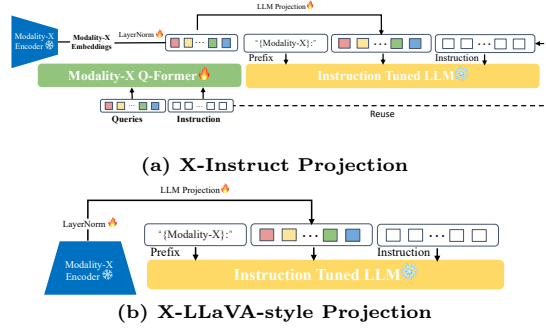 LLM Projection
Modality-X
Encoder
Modality-X
Embeddings
LayerNorm
"{Modality-X}:"
Prefix
Instruction
Modality-X Q-Former
Instruction Tuned LLM
Queries
Instruction
Reuse
(a) X-Instruct Projection
LLM Projection
LayerNorm
"{Modality-X}:"
Prefix
Instruction
Modality-X
Encoder
Instruction Tuned LLM
(b) X-LLaVA-style Projection